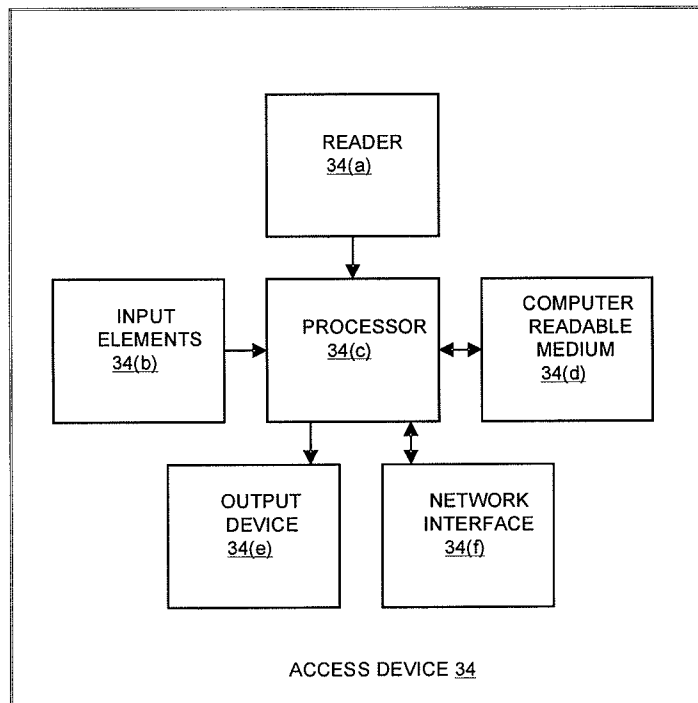 READER
34(a)
INPUT
ELEMENTS
34(b)
PROCESSOR
34(c)
COMPUTER
READABLE
MEDIUM
34(d)
OUTPUT
DEVICE
34(e)
NETWORK
INTERFACE
34(f)
ACCESS DEVICE 34